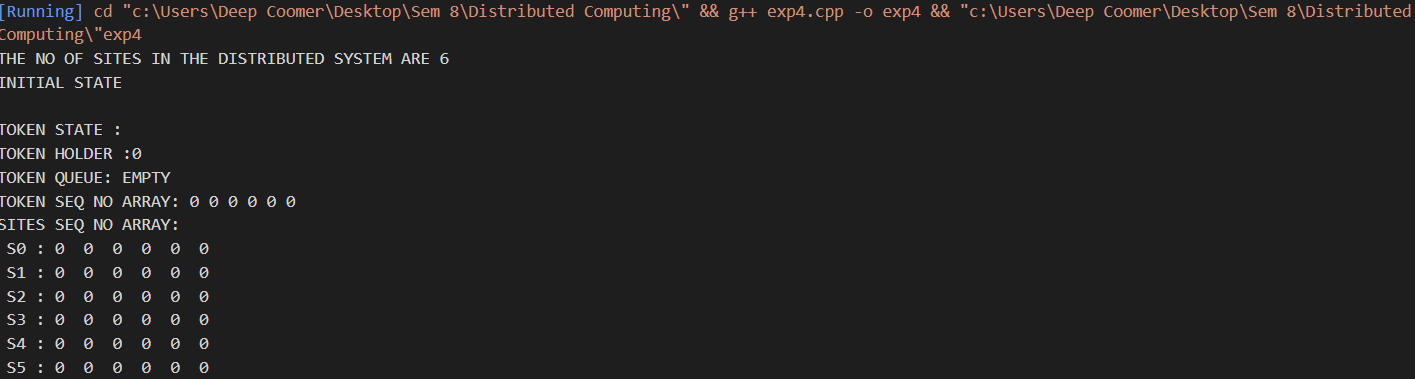 [Running] cd "c:\Users\Deep Coomer\Desktop\Sem 8\Distributed Computing\" && g++ exp4.cpp -o exp4 && "c:\Users\Deep Coomer\Desktop\Sem 8\Distributed
Computing\"exp4
THE NO OF SITES IN THE DISTRIBUTED SYSTEM ARE 6
INITIAL STATE
TOKEN STATE :
TOKEN HOLDER :0
TOKEN QUEUE: EMPTY
TOKEN SEQ NO ARRAY: 0 0 0 0 0 0
SITES SEQ NO ARRAY:
S0 : 0 0 0 0 0 0
S1 : 0 0 0 0 0 0
S2 : 0 0 0 0 0 0
S3 : 0 0 0 0 0 0
S4 : 0 0 0 0 0 0
S5 : 0 0 0 0 0 0